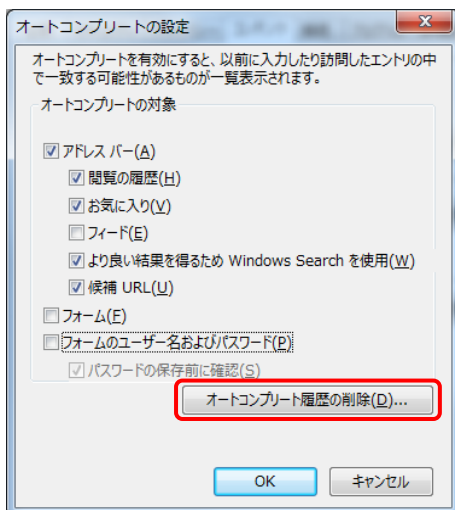 オートコンプリートの設定
オートコンプリートを有効にすると、以前に入力したり訪問したエントリの中
で一致する可能性があるものが一覧表示されます。
オートコンプリートの対象
アドレス バー(A)
閲覧の履歴(H)
お気に入り(V)
フィード(E)
より良い結果を得るため Windows Search を使用(W)
候補 URL(U)
フォーム(F)
フォームのユーザー名およびパスワード(P)
パスワードの保存前に確認(S)
オートコンプリート履歴の削除(D)...
OK
キャンセル